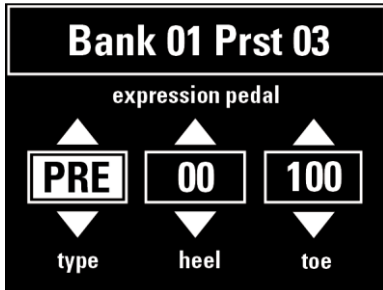 Bank 01 Prst 03
expression pedal
PRE 00 100
type heel toe